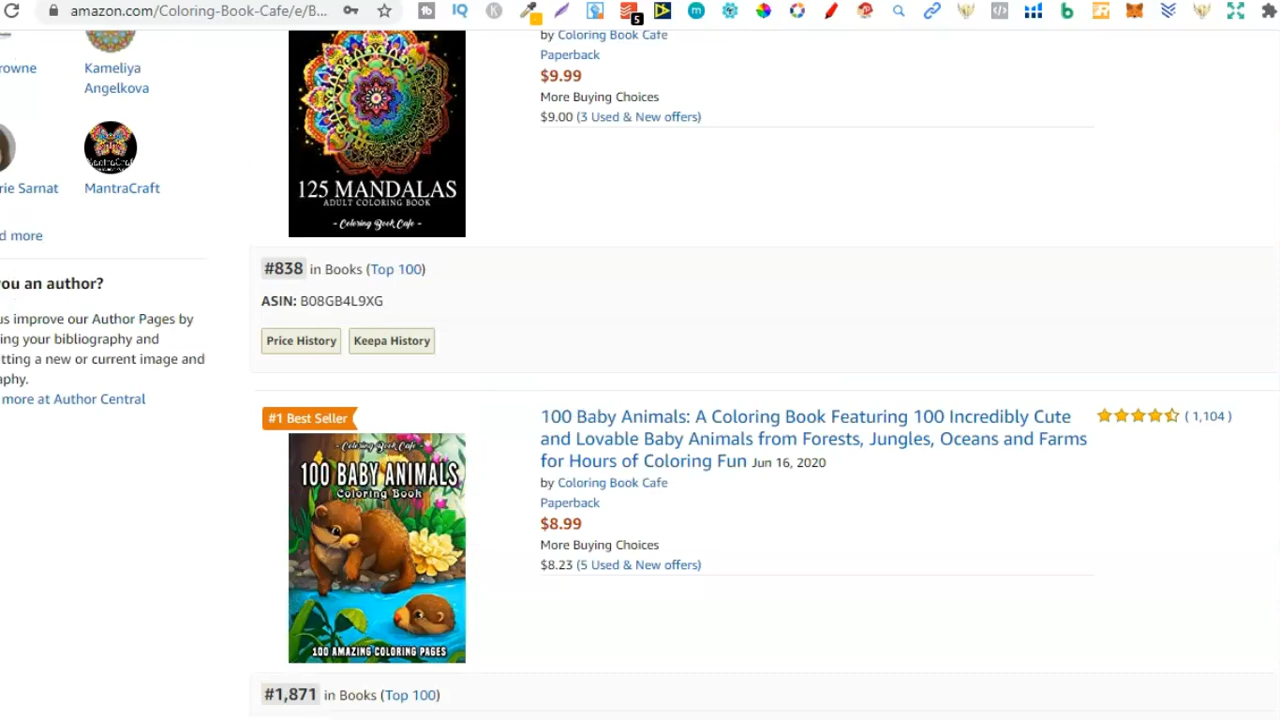 amazon.com/Coloring-Book-Cafe/e/B...
IQ
K
5
m
b
by Coloring Book Cafe
Paperback
$9.99
More Buying Choices
$9.00 (3 Used & New offers)
rowne
Kameliya
Angelkova
MantraCraft
rie Sarnat
MantraCraft
d more
125 MANDALAS
ADULT COLORING BOOK
- Coloring Book Cafe -
#838 in Books (Top 100)
ASIN: B08GB4L9XG
Price History
Keepa History
ou an author?
us improve our Author Pages by
ing your bibliography and
tting a new or current image and
aphy.
more at Author Central
#1 Best Seller
- Coloring Book Cafe -
100 BABY ANIMALS
Coloring Book
100 AMAZING COLORING PAGES
100 Baby Animals: A Coloring Book Featuring 100 Incredibly Cute
and Lovable Baby Animals from Forests, Jungles, Oceans and Farms
for Hours of Coloring Fun Jun 16, 2020
(1,104)
by Coloring Book Cafe
Paperback
$8.99
More Buying Choices
$8.23 (5 Used & New offers)
#1,871 in Books (Top 100)